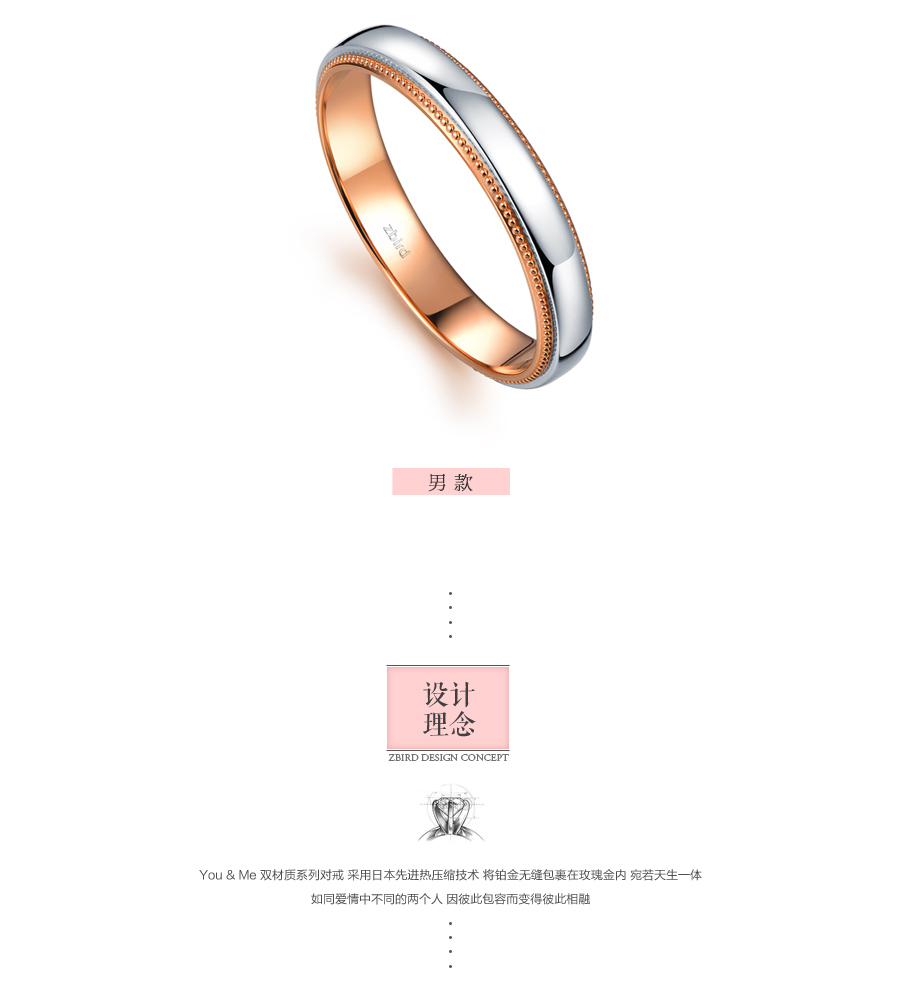 zbird
男款
设计
理念
ZBIRD DESIGN CONCEPT
You & Me 双材质系列对戒 采用日本先进热压缩技术 将铂金无缝包裹在玫瑰金内 宛若天生一体
如同爱情中不同的两个人 因彼此包容而变得彼此相融